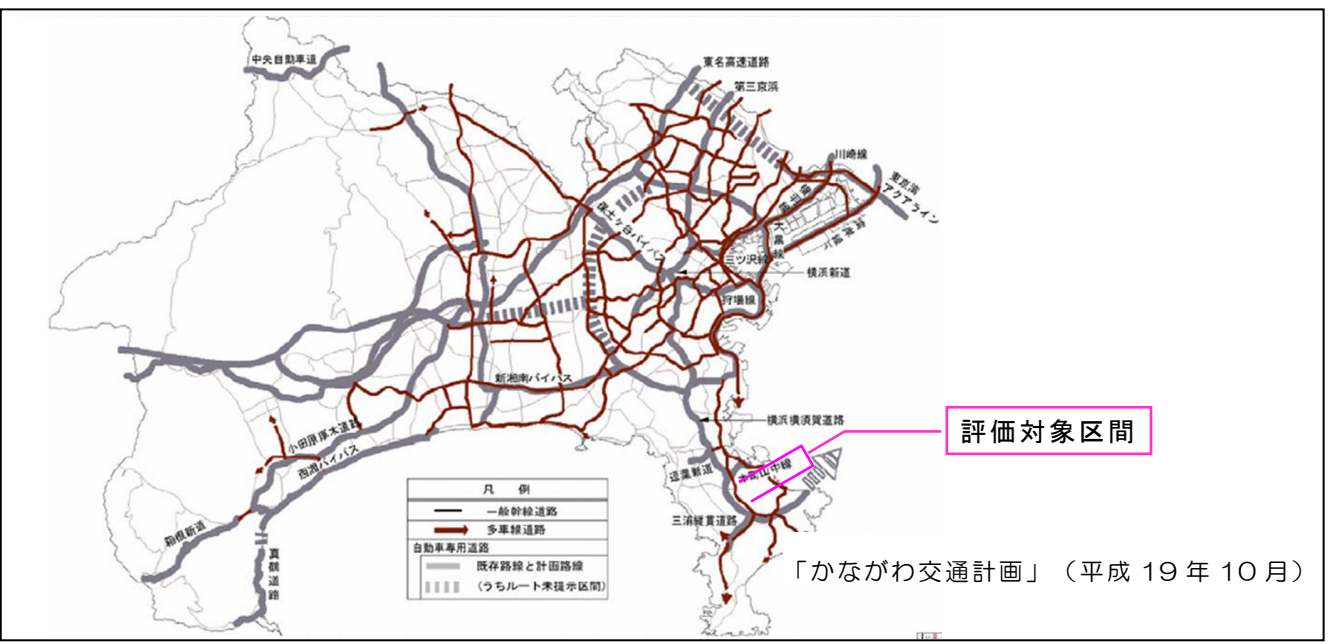 中央自動車道
東名高速道路
第三京浜
川崎線
東京湾
アクアライン
横羽線
湾岸線
大黒線
保土ヶ谷バイパス
三ツ沢線
横浜新道
狩場線
新湘南バイパス
横浜横須賀道路
評価対象区間
小田原厚木道路
西湘バイパス
逗葉新道
本町山中線
三浦縦貫道路
箱根新道
真鶴道路
凡 例
一般幹線道路
多車線道路
自動車専用道路
既存路線と計画路線
(うちルート未提示区間)
「かながわ交通計画」（平成 19 年 10 月）